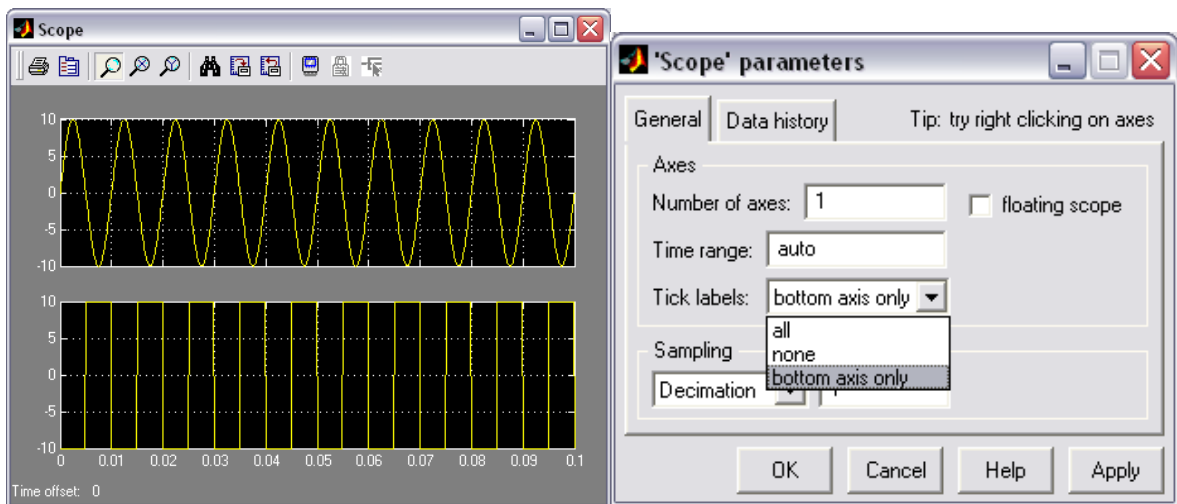 Scope
10
5
0
-5
-10
10
5
0
-5
-10
0 0.01 0.02 0.03 0.04 0.05 0.06 0.07 0.08 0.09 0.1
Time offset: 0
'Scope' parameters
General Data history Tip: try right clicking on axes
Axes
Number of axes: 1 floating scope
Time range: auto
Tick labels: bottom axis only
all
none
bottom axis only
Sampling
Decimation
OK Cancel Help Apply